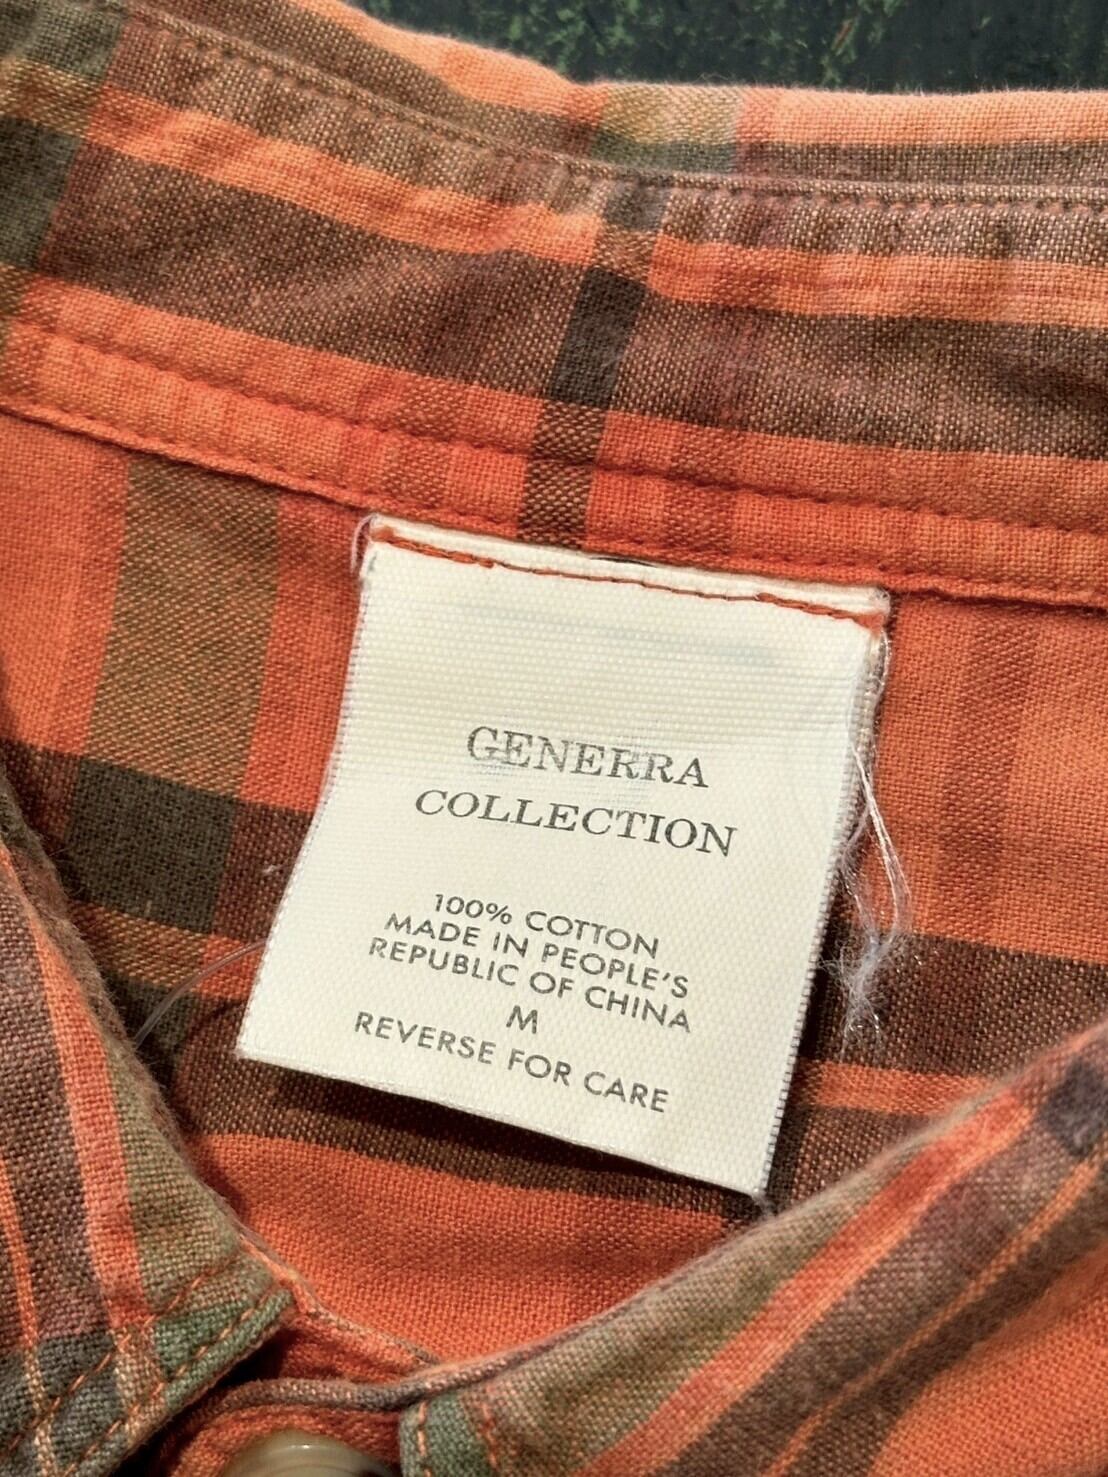 GENERRA
COLLECTION
100% COTTON
MADE IN PEOPLE'S
REPUBLIC OF CHINA
M
REVERSE FOR CARE